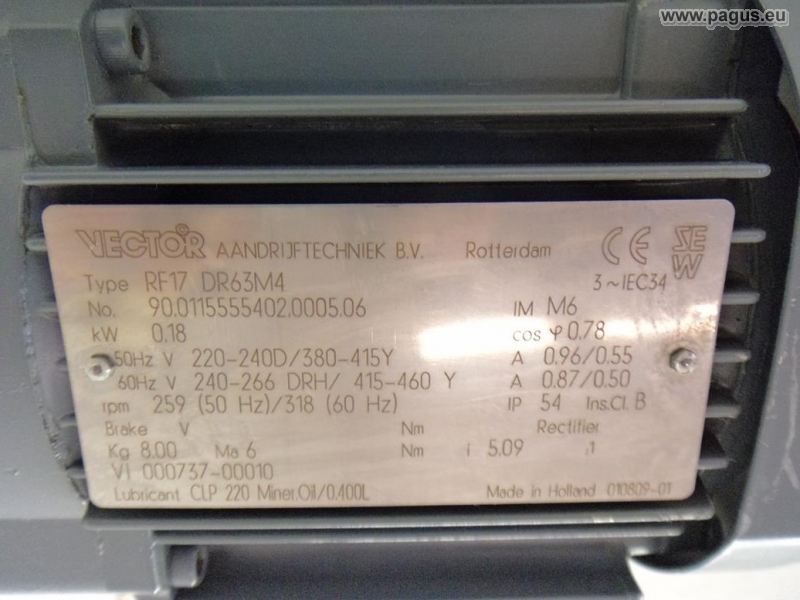 www.pagus.eu
VECTOR AANDRIJFTECHNIEK B.V. Rotterdam CE SEW
Type RF17 DR63M4 3~IEC34
No. 90.0115555402.0005.06 IM M6
kW 0.18 cos φ 0.78
50Hz V 220-240D/380-415Y A 0.96/0.55
60Hz V 240-266 DRH/ 415-460 Y A 0.87/0.50
rpm 259 (50 Hz)/318 (60 Hz) IP 54 Ins.Cl. B
Brake V Nm Rectifier
Kg 8.00 Ma 6 Nm i 5.09 :1
VI 000737-00010
Lubricant CLP 220 Miner.Oil/0.400L Made in Holland 010809-01